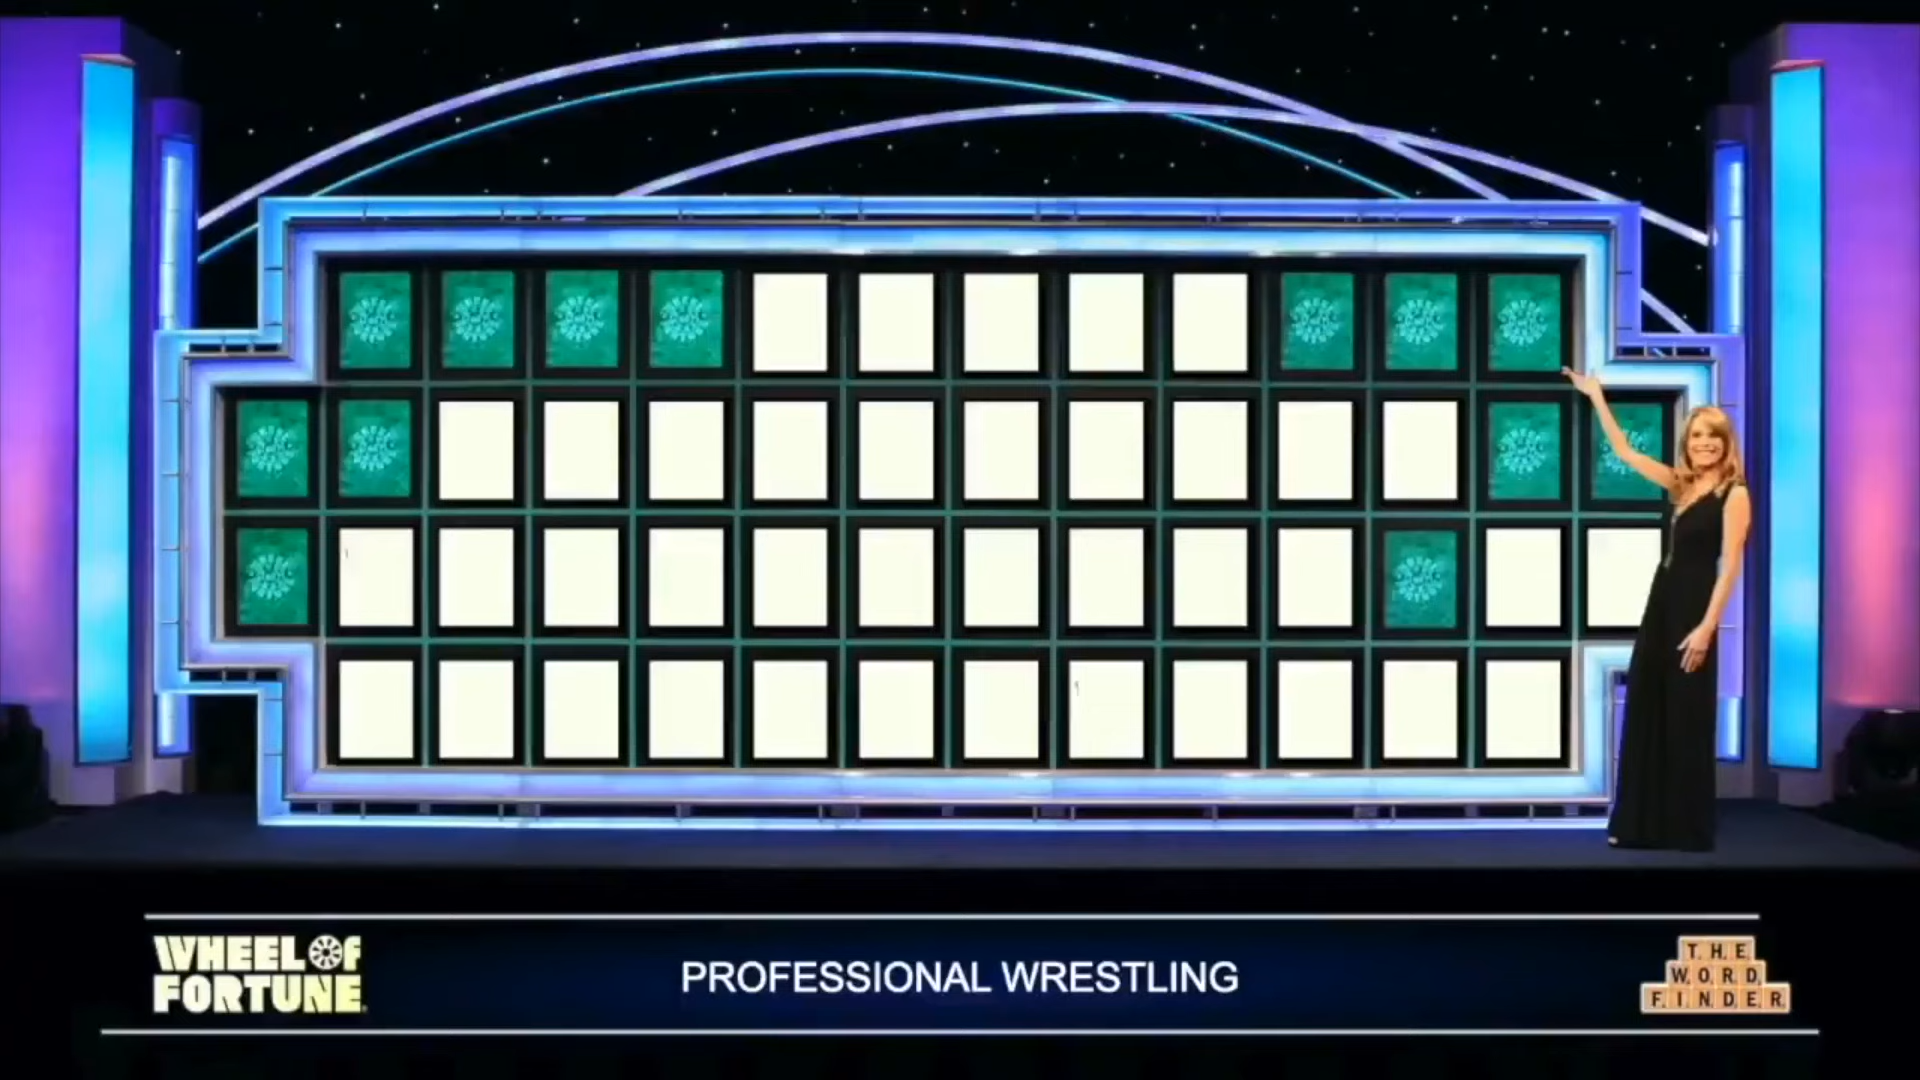 WHEEL OF
FORTUNE
PROFESSIONAL WRESTLING
THE
WORD
FINDER